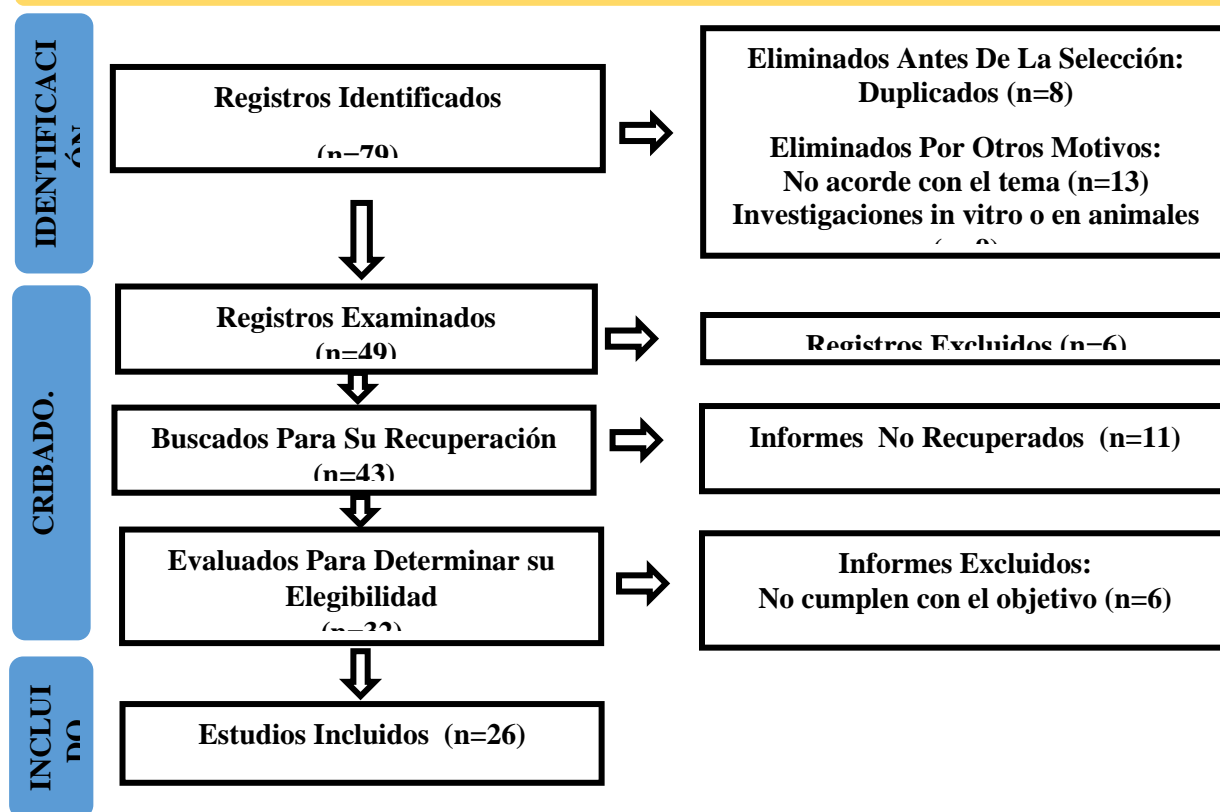 IDENTIFICACI
ÓN
Registros Identificados
(n=79)
Eliminados Antes De La Selección:
Duplicados (n=8)
Eliminados Por Otros Motivos:
No acorde con el tema (n=13)
Investigaciones in vitro o en animales
CRIBADO.
Registros Examinados
(n=49)
Registros Excluidos (n=6)
Buscados Para Su Recuperación
(n=43)
Informes No Recuperados (n=11)
Evaluados Para Determinar su
Elegibilidad
(n=32)
Informes Excluidos:
No cumplen con el objetivo (n=6)
INCLUI
DO
Estudios Incluidos (n=26)